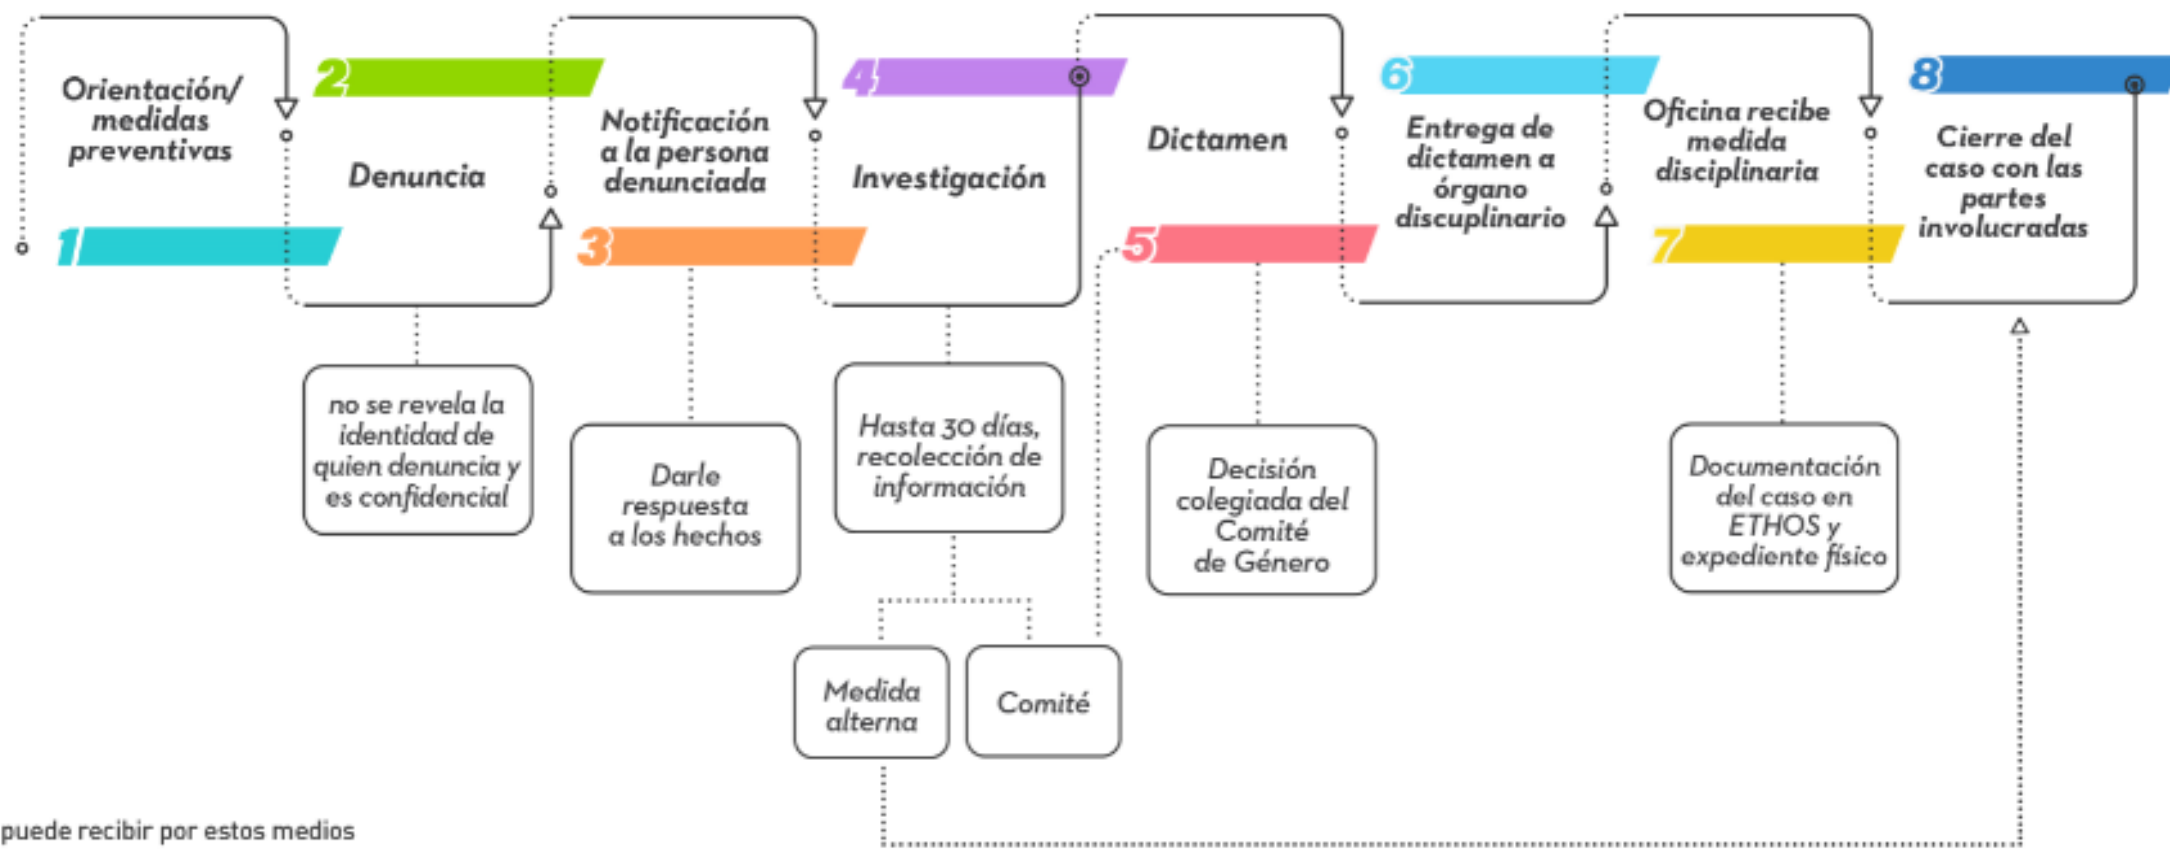 1
Orientación/
medidas
preventivas
2
Denuncia
no se revela la
identidad de
quien denuncia y
es confidencial
3
Notificación
a la persona
denunciada
Darle
respuesta
a los hechos
4
Investigación
Hasta 30 días,
recolección de
información
Medida
alterna
Comité
5
Dictamen
Decisión
colegiada del
Comité
de Género
6
Entrega de
dictamen a
órgano
discuplinario
7
Oficina recibe
medida
disciplinaria
Documentación
del caso en
ETHOS y
expediente físico
8
Cierre del
caso con las
partes
involucradas
puede recibir por estos medios